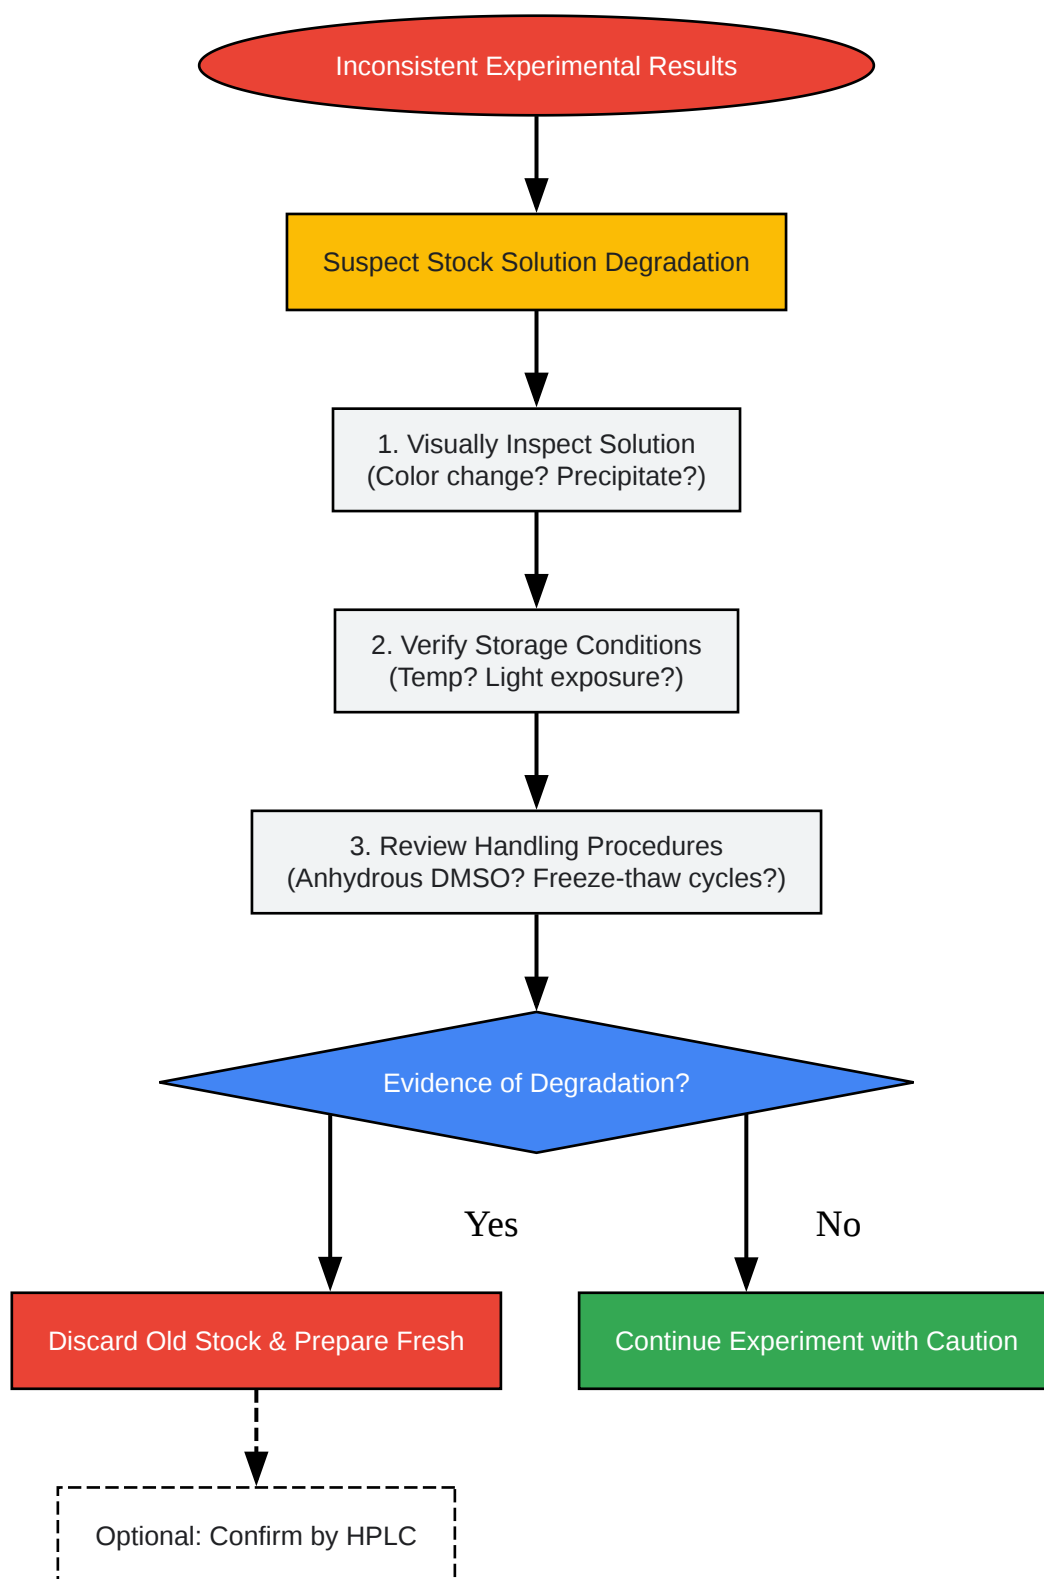 Inconsistent Experimental Results
Suspect Stock Solution Degradation
1. Visually Inspect Solution
(Color change? Precipitate?)
2. Verify Storage Conditions
(Temp? Light exposure?)
3. Review Handling Procedures
(Anhydrous DMSO? Freeze-thaw cycles?)
Evidence of Degradation?
Yes
No
Discard Old Stock & Prepare Fresh
Continue Experiment with Caution
Optional: Confirm by HPLC